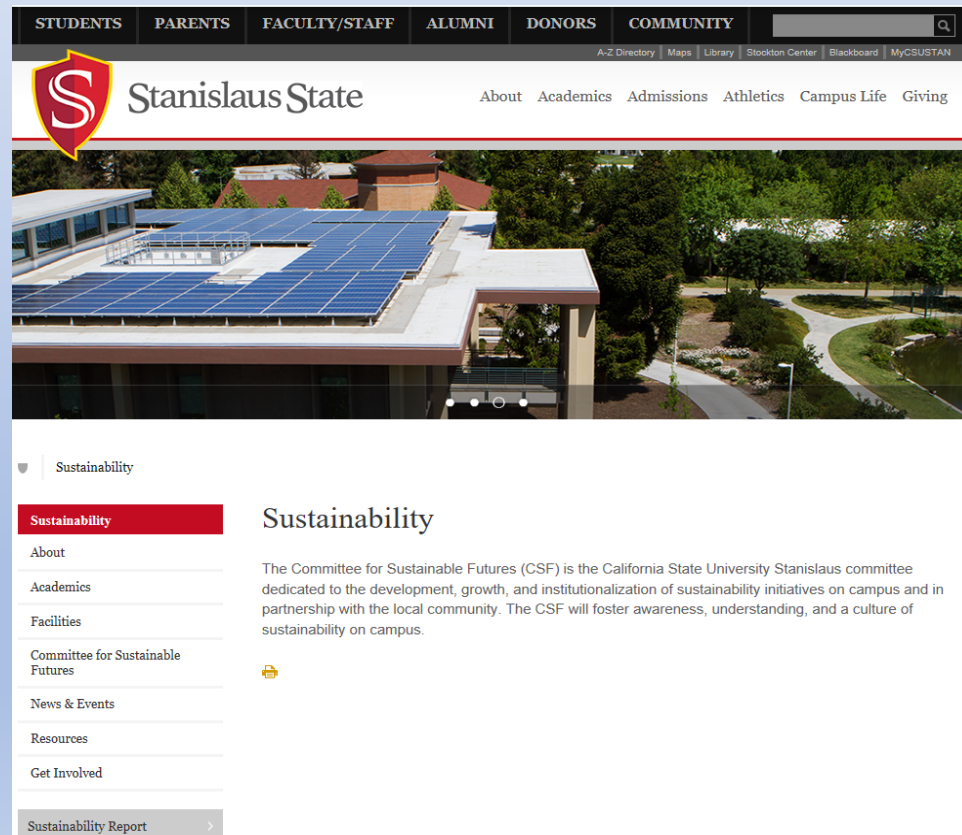 STUDENTS PARENTS FACULTY/STAFF ALUMNI DONORS COMMUNITY
A-Z Directory Maps Library Stockton Center Blackboard MyCSUSTAN
S
Stanislaus State
About Academics Admissions Athletics Campus Life Giving
Sustainability
Sustainability
About
Academics
Facilities
Committee for Sustainable
Futures
News & Events
Resources
Get Involved
Sustainability Report
Sustainability
The Committee for Sustainable Futures (CSF) is the California State University Stanislaus committee
dedicated to the development, growth, and institutionalization of sustainability initiatives on campus and in
partnership with the local community. The CSF will foster awareness, understanding, and a culture of
sustainability on campus.